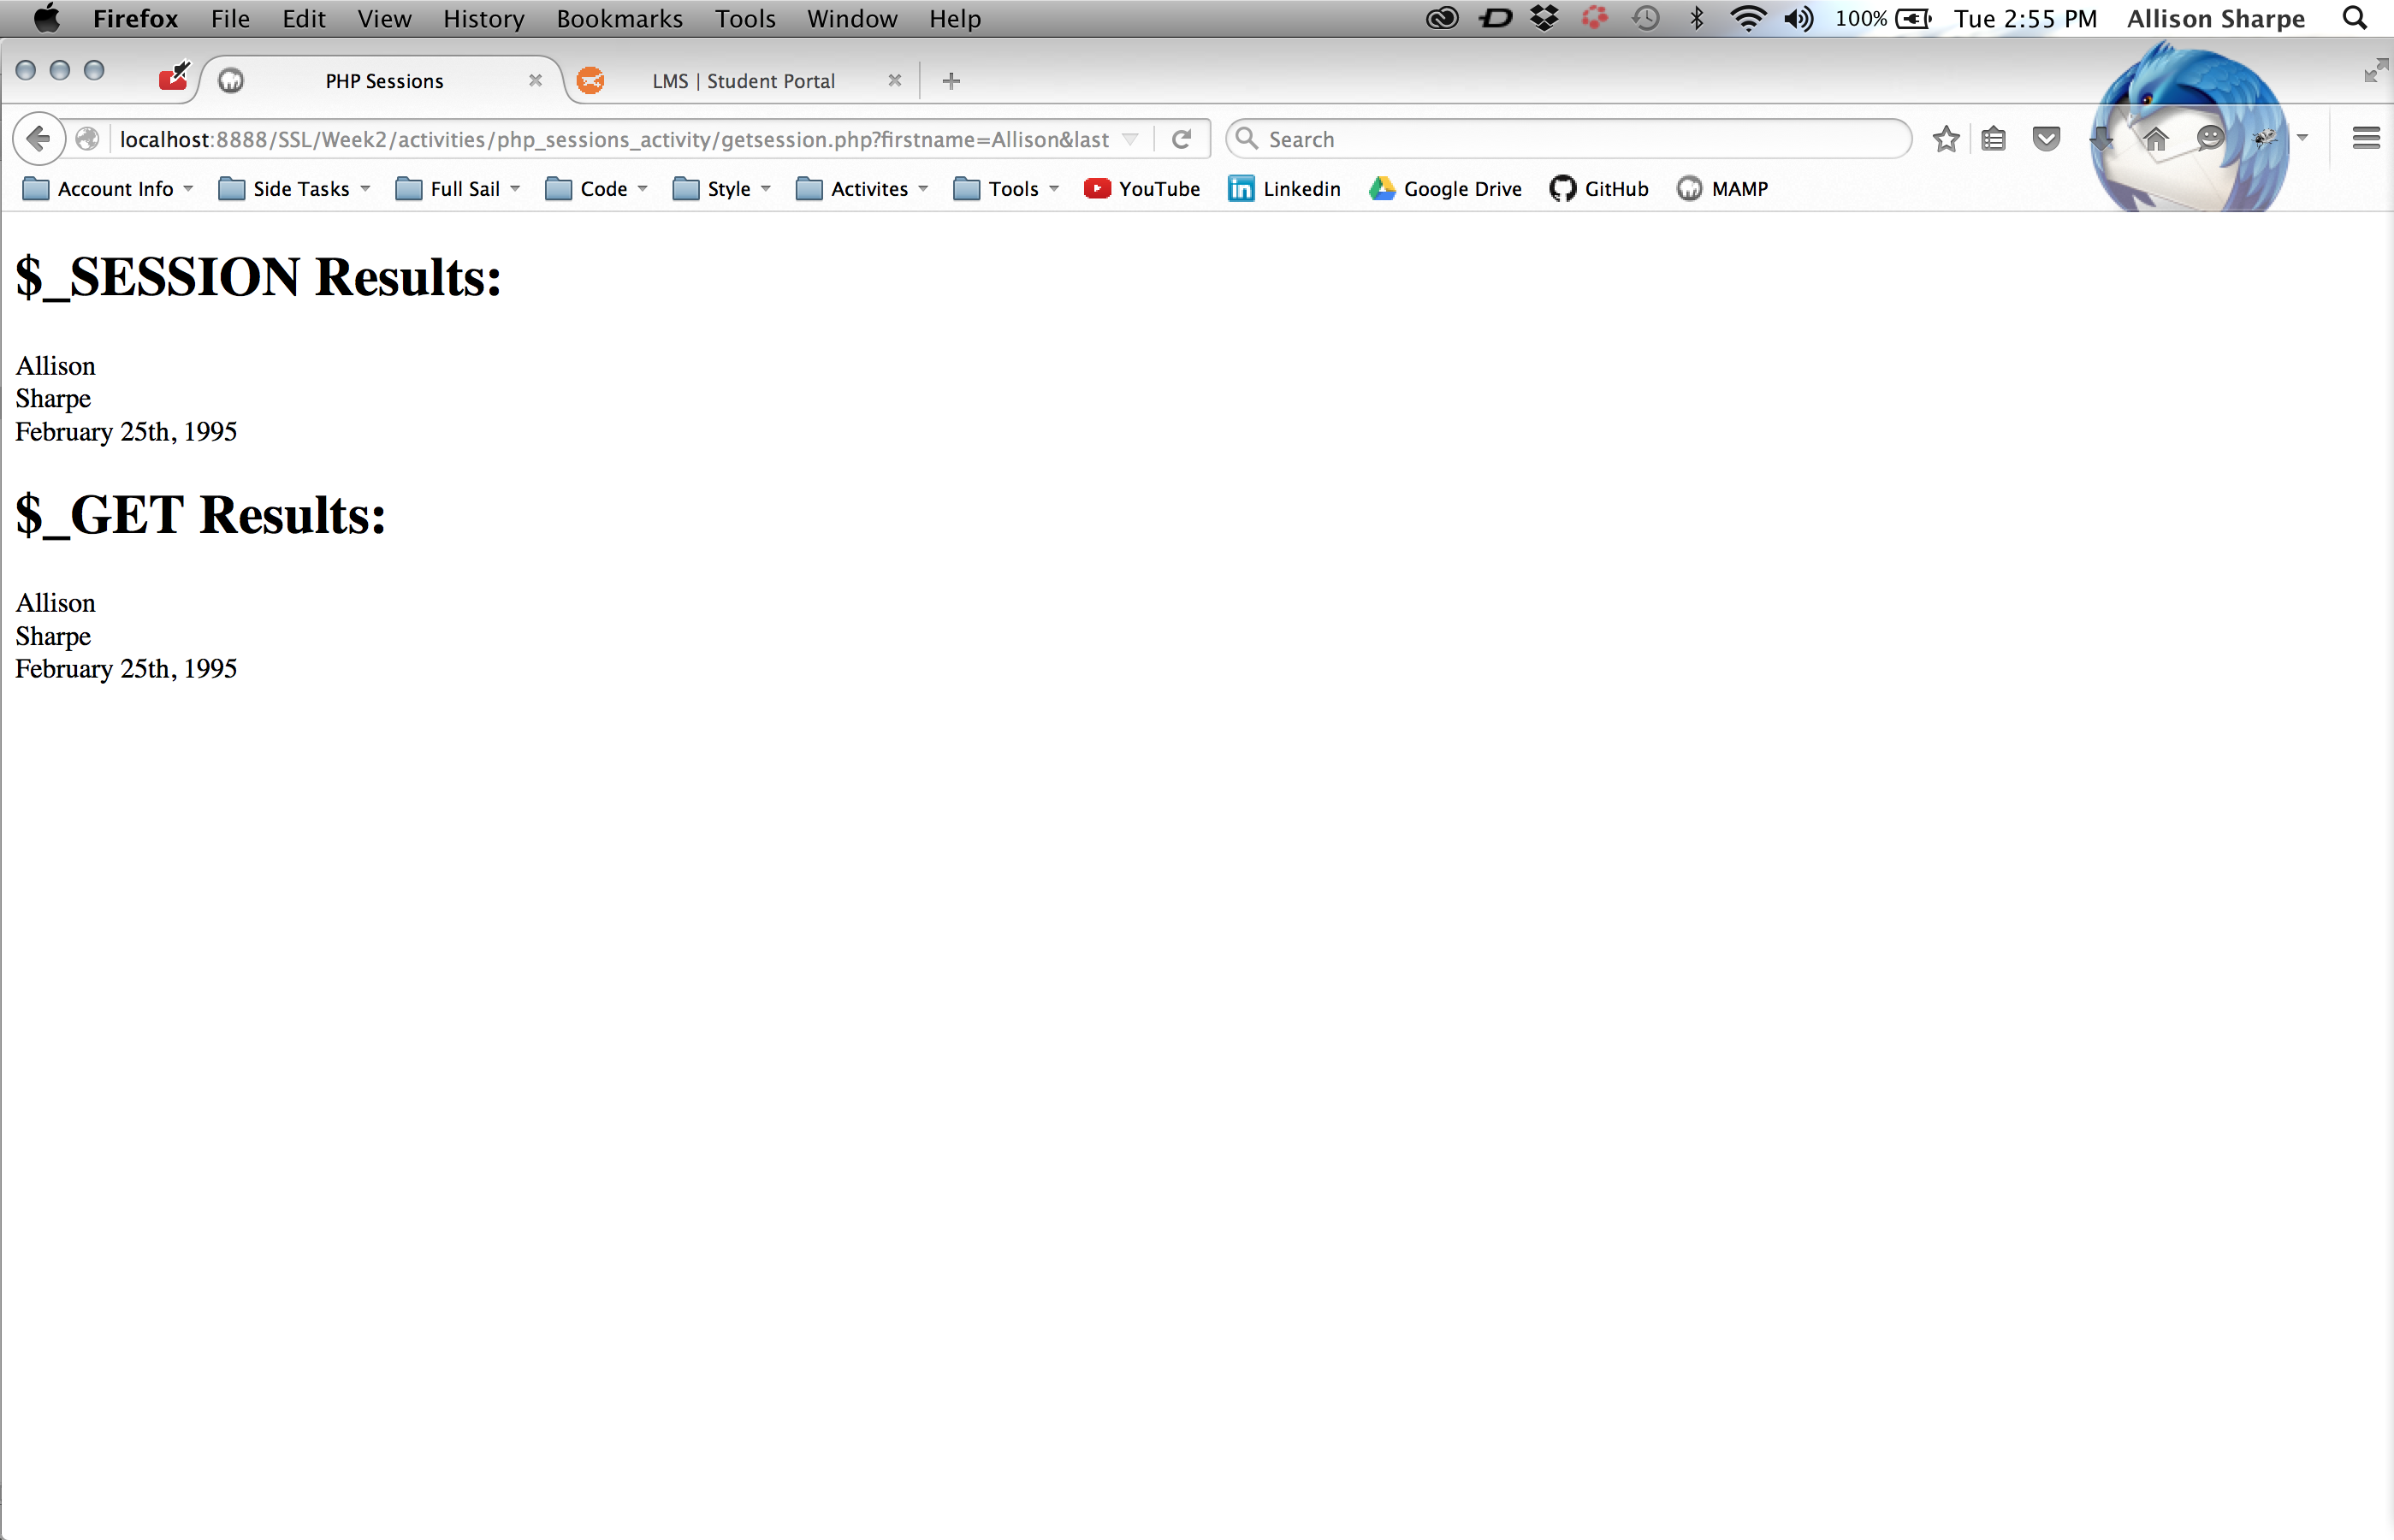 Firefox File Edit View History Bookmarks Tools Window Help 100% Tue 2:55 PM Allison Sharpe
PHP Sessions LMS | Student Portal
localhost:8888/SSL/Week2/activities/php_sessions_activity/getsession.php?firstname=Allison&last Search
Account Info Side Tasks Full Sail Code Style Activites Tools YouTube Linkedin Google Drive GitHub MAMP
$_SESSION Results:
Allison
Sharpe
February 25th, 1995
$_GET Results:
Allison
Sharpe
February 25th, 1995